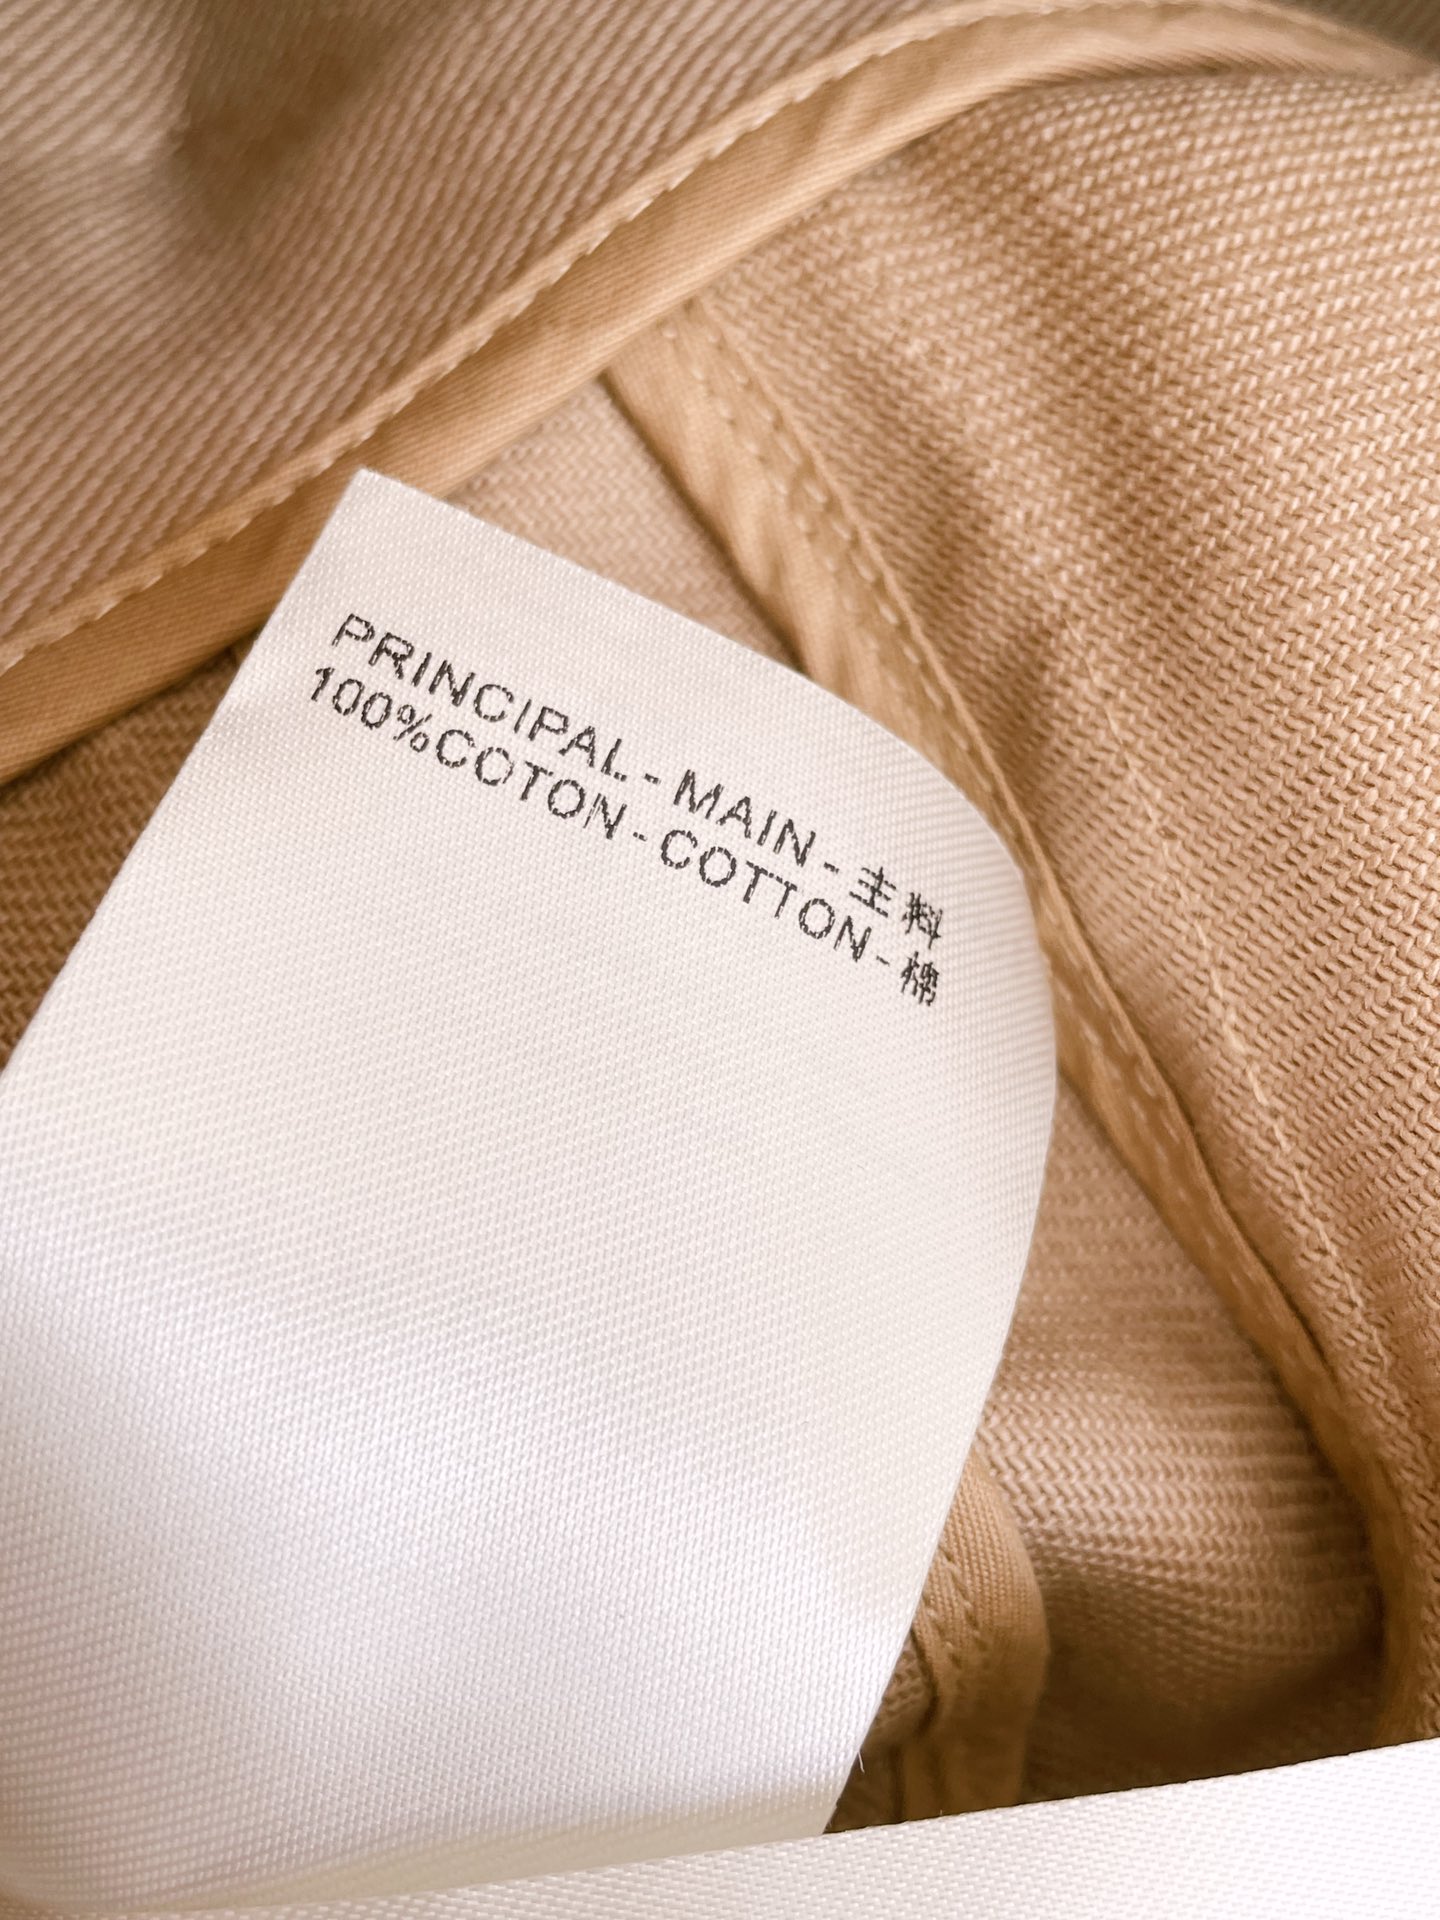 PRINCIPAL - MAIN - 主料
100%COTON - COTTON - 棉